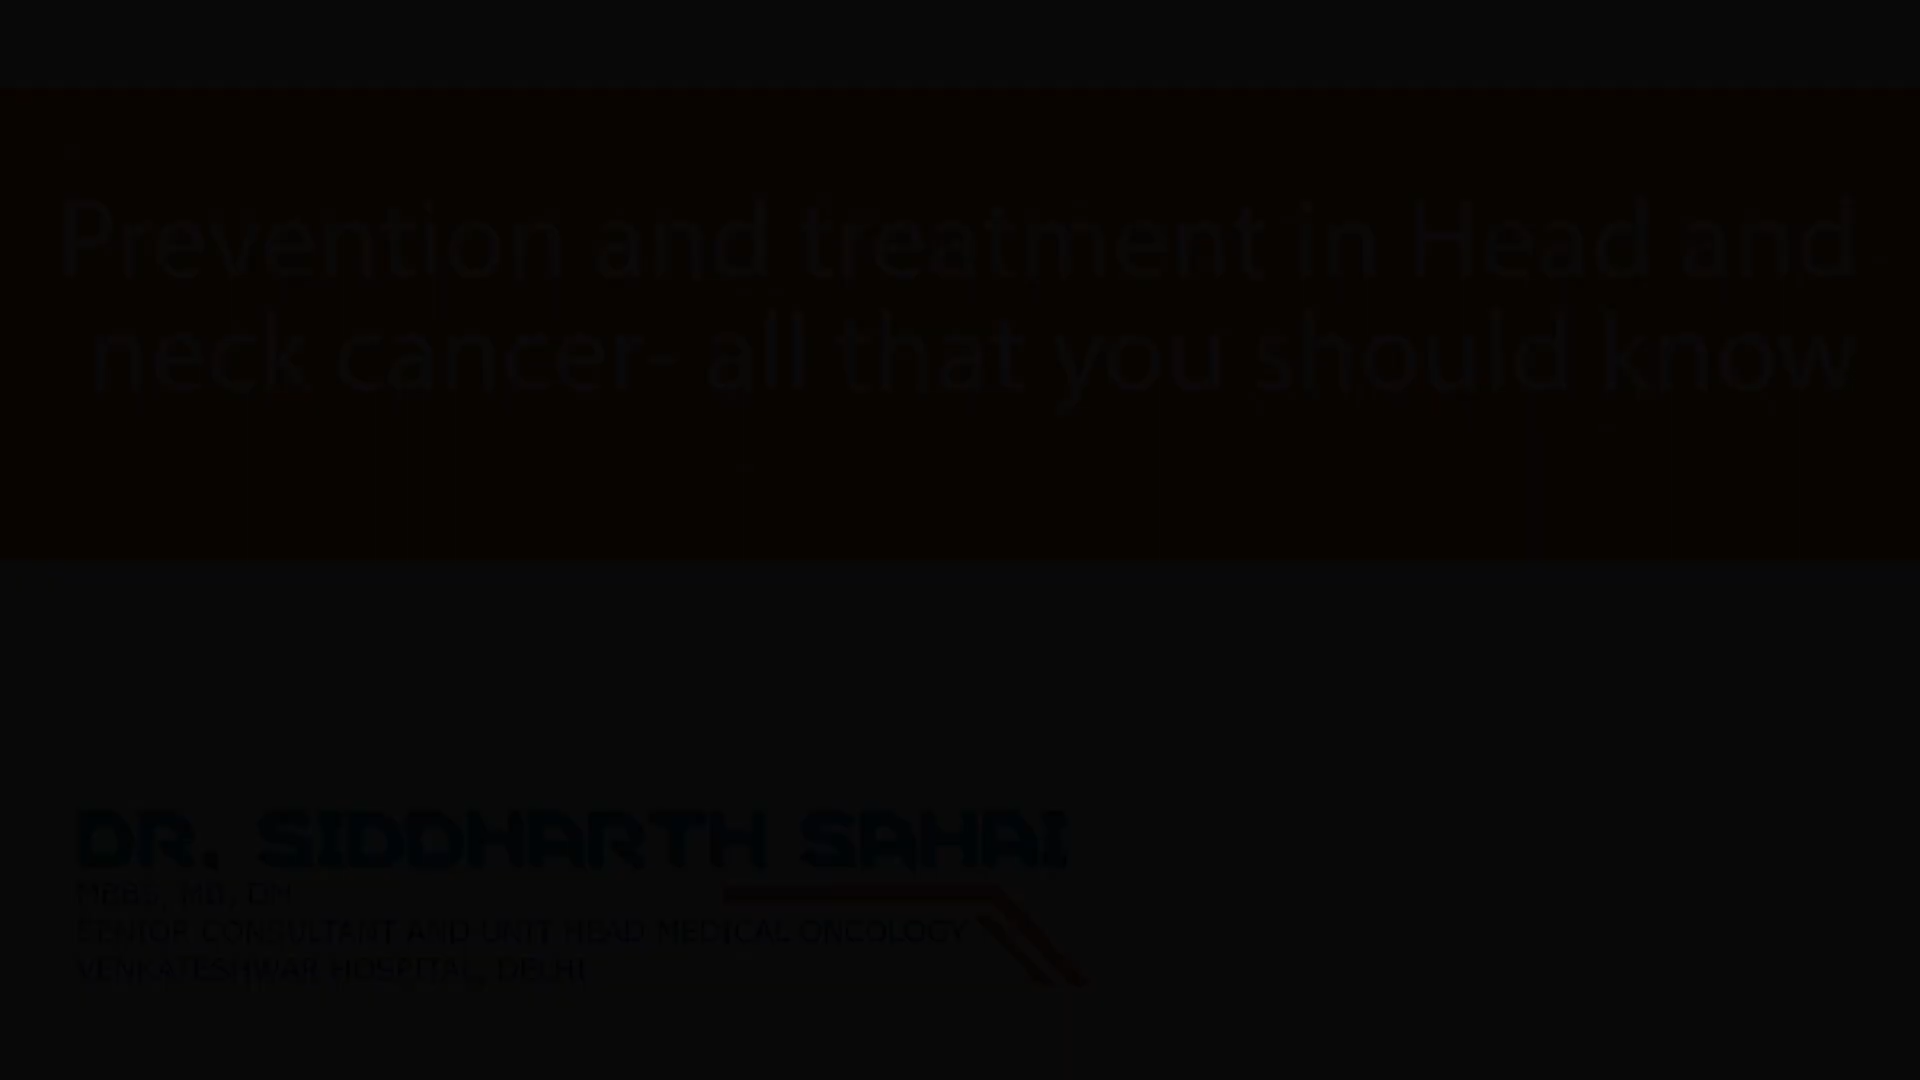 Prevention and treatment in Head and
neck cancer- all that you should know
DR. SIDDHARTH SAHAI
MBBS, MD, DM
SENIOR CONSULTANT AND UNIT HEAD MEDICAL ONCOLOGY
VENKATESHWAR HOSPITAL, DELHI